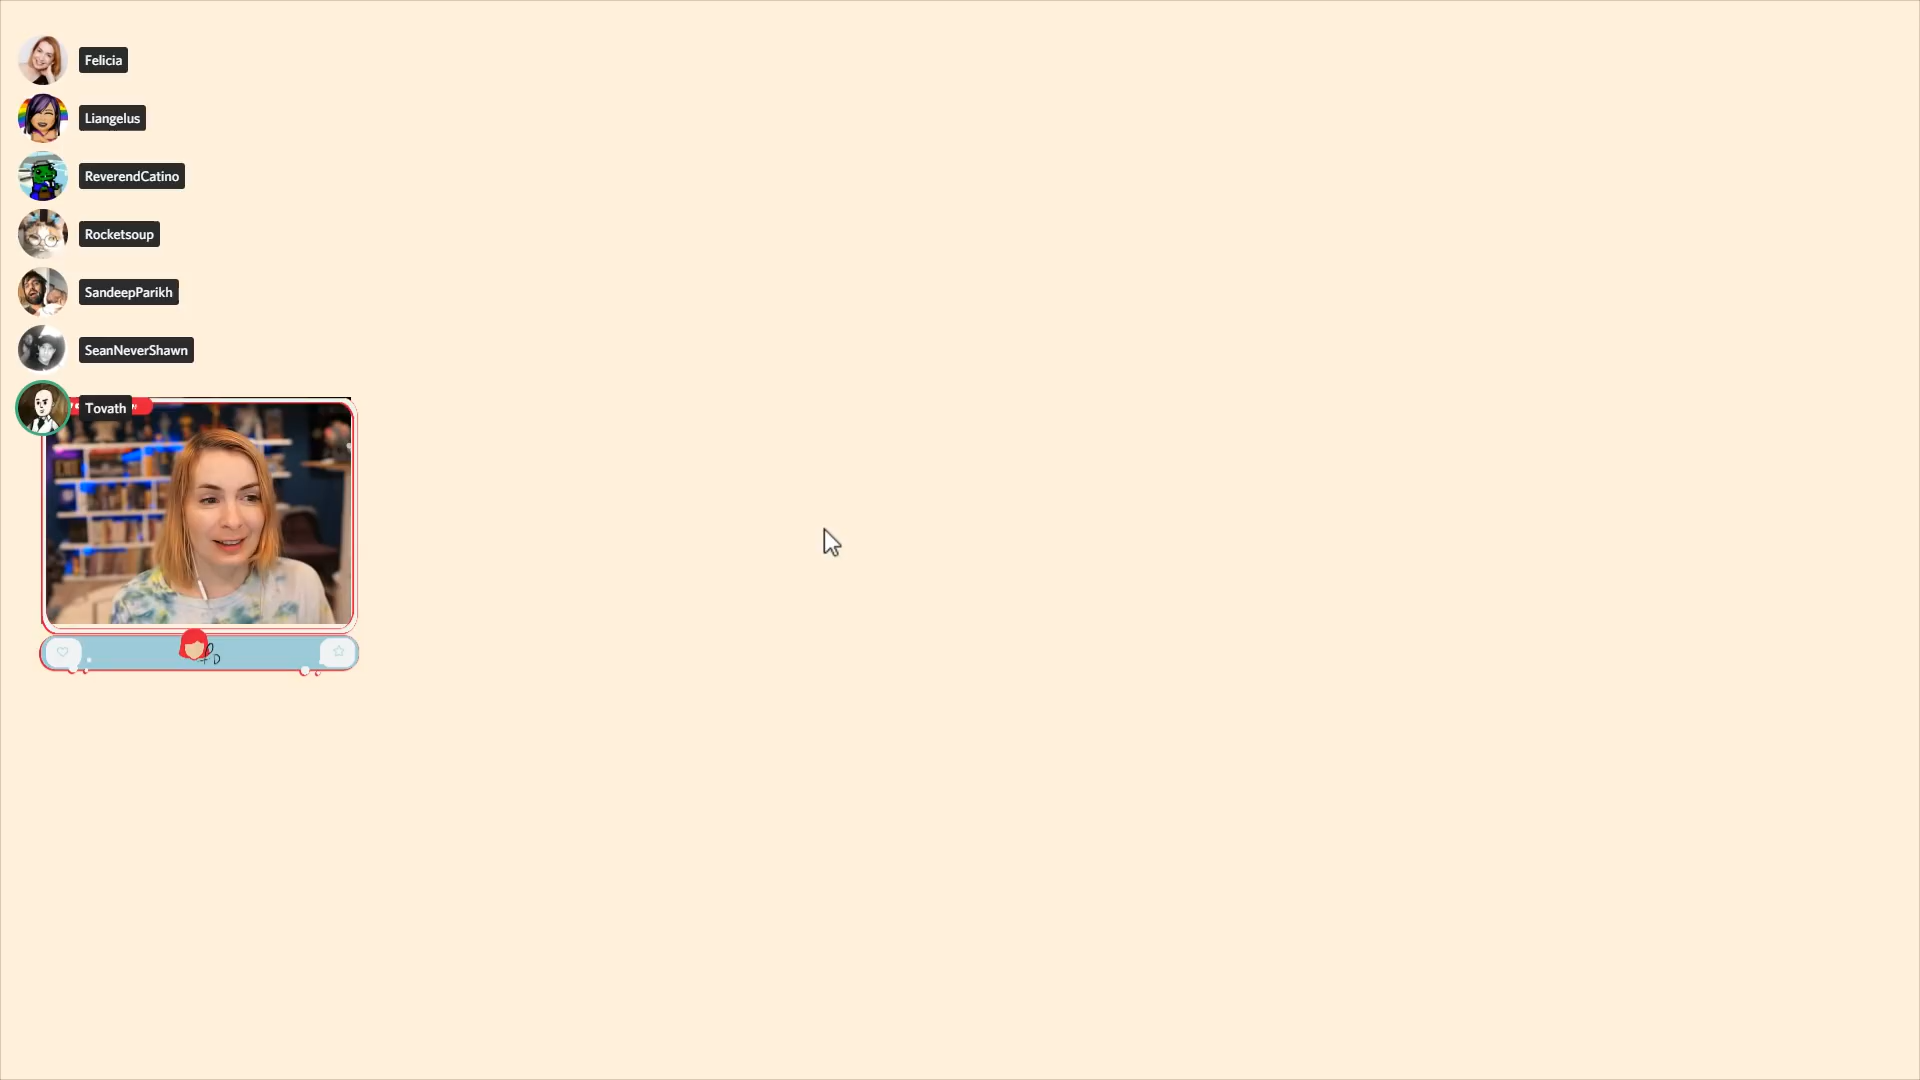 Felicia
Liangelus
ReverendCatino
Rocketsoup
SandeepParikh
SeanNeverShawn
Tovath